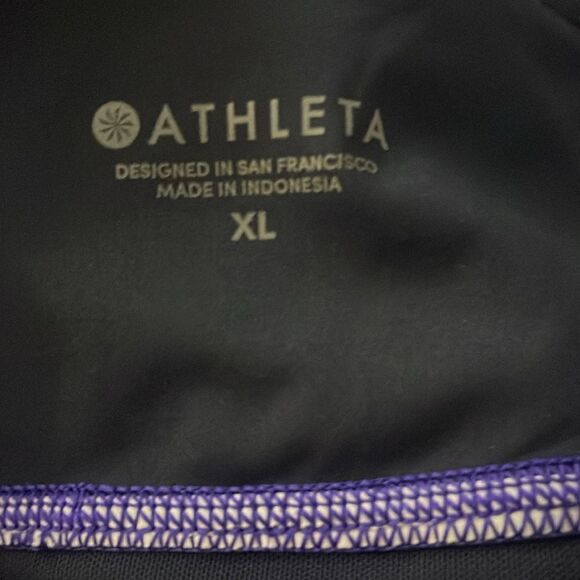 ATHLETA
DESIGNED IN SAN FRANCISCO
MADE IN INDONESIA
XL